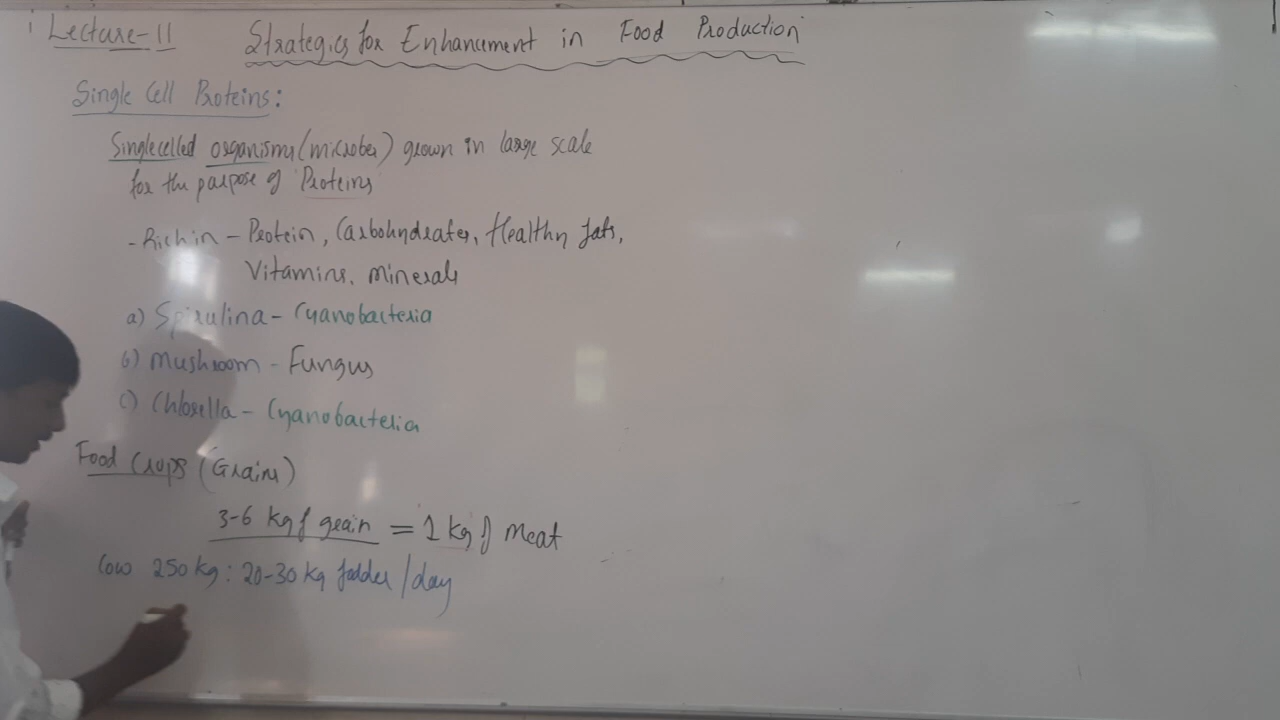 Lecture-11 Strategies for Enhancement in Food Production
Single Cell Proteins:
Singlecelled organisms (microbes) grown in large scale
for the purpose of Proteins
- Rich in - Protein, Carbohydrates, Healthy fats,
Vitamins, minerals
a) Spirulina - Cyanobacteria
b) Mushroom - Fungus
c) Chlorella - Cyanobacteria
Food Crops (Grains)
3-6 kg of grain = 1 kg of meat
Cow 250 kg: 20-30 kg fodder / day